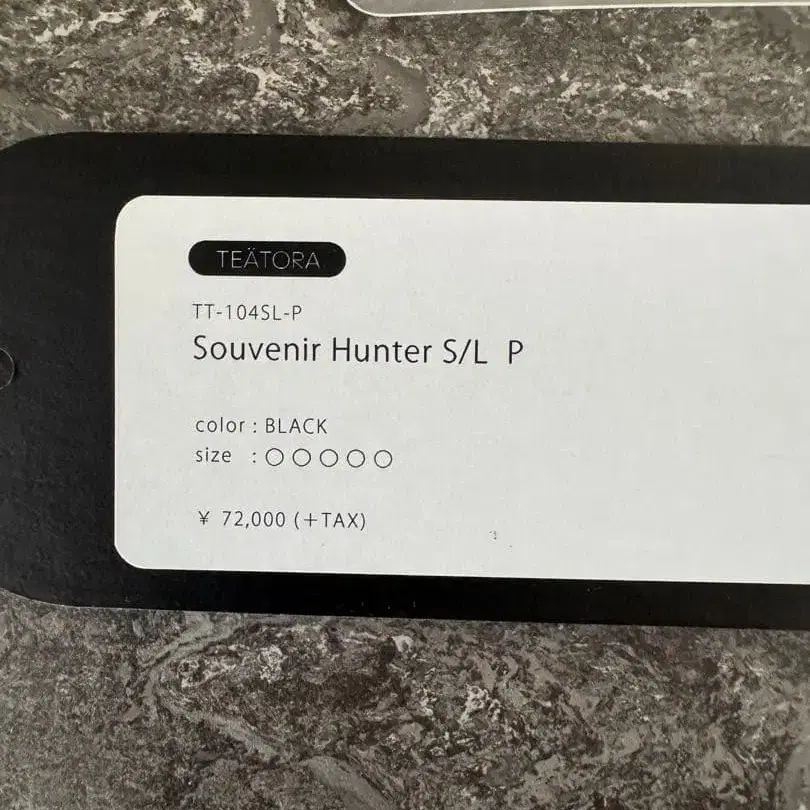 TEÄTORA
TT-104SL-P
Souvenir Hunter S/L P
color : BLACK
size : ○○○○○
¥ 72,000 (+TAX)